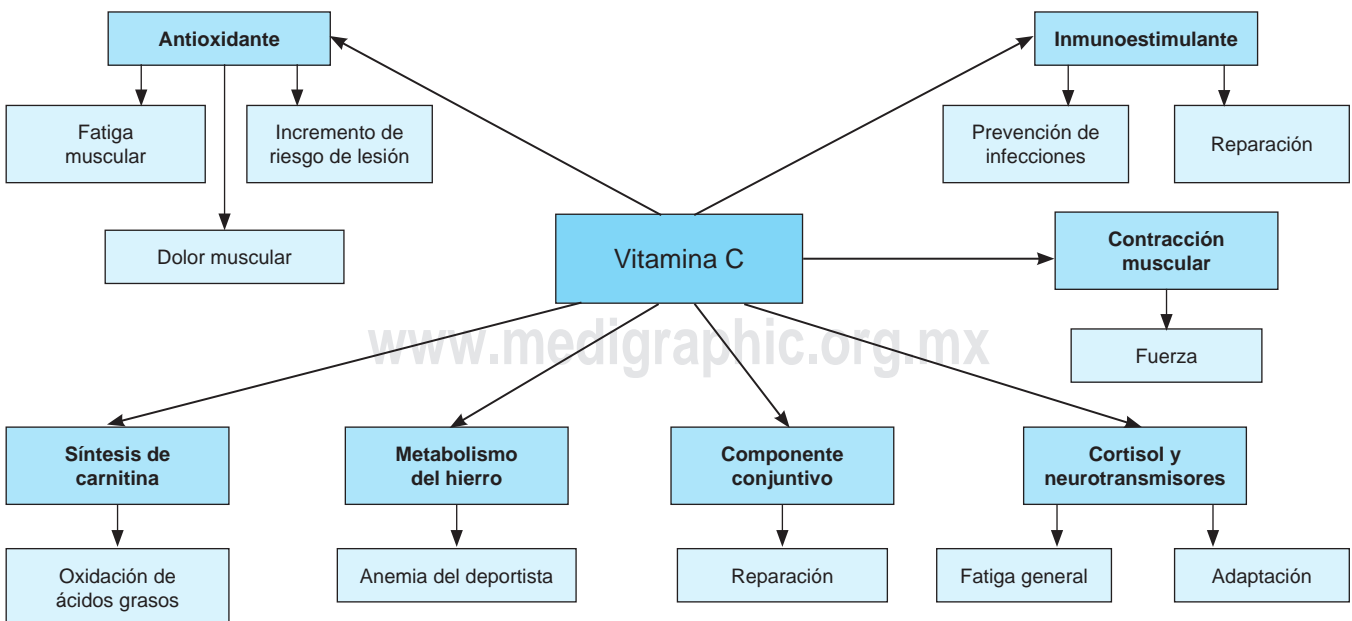 Antioxidante
Inmunoestimulante
Fatiga
muscular
Incremento de
riesgo de lesión
Prevención de
infecciones
Reparación
Dolor muscular
Vitamina C
Contracción
muscular
www.medigraphic.org.mx
Fuerza
Síntesis de
carnitina
Metabolismo
del hierro
Componente
conjuntivo
Cortisol y
neurotransmisores
Oxidación de
ácidos grasos
Anemia del deportista
Reparación
Fatiga general
Adaptación